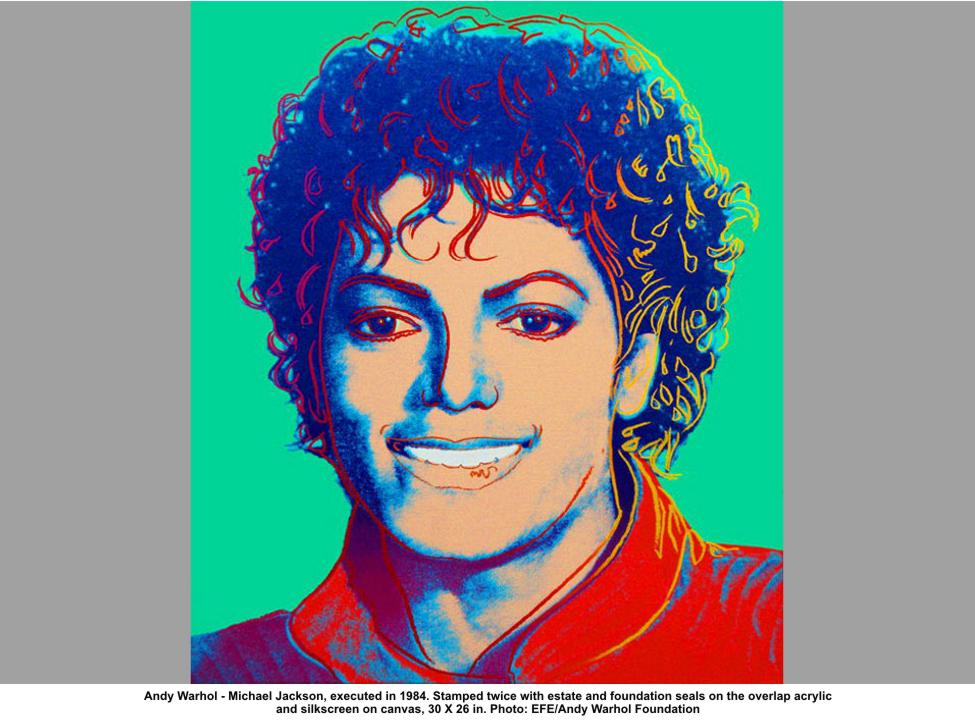 Andy Warhol - Michael Jackson, executed in 1984. Stamped twice with estate and foundation seals on the overlap acrylic
and silkscreen on canvas, 30 X 26 in. Photo: EFE/Andy Warhol Foundation